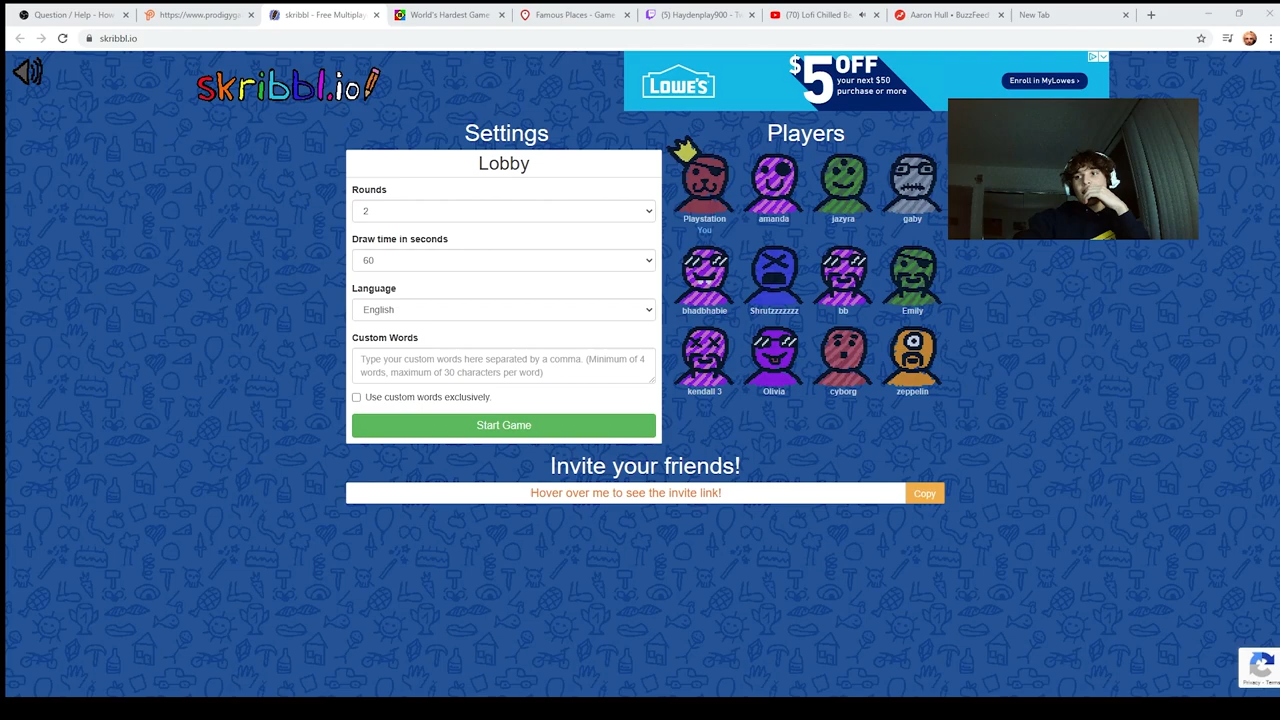 Question / Help - How
https://www.prodigyga
skribbl - Free Multiplay
World's Hardest Game
Famous Places - Game
(5) Haydenplay900 - Tw
(70) Lofi Chilled Be
Aaron Hull • BuzzFeed
New Tab
skribbl.io
skribbl.io
LOWE'S
$5 OFF
your next $50
purchase or more
Enroll in MyLowes ›
Settings
Players
Lobby
Rounds
2
Draw time in seconds
60
Language
English
Custom Words
Type your custom words here separated by a comma. (Minimum of 4
words, maximum of 30 characters per word)
Use custom words exclusively.
Start Game
Playstation
You
amanda
jazyra
gaby
bhadbhabie
Shrutzzzzzzz
bb
Emily
kendall 3
Olivia
cyborg
zeppelin
Invite your friends!
Hover over me to see the invite link!
Copy
Privacy - Terms